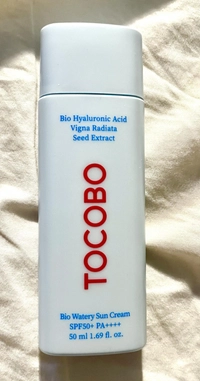 Bio Hyaluronic Acid
Vigna Radiata
Seed Extract
TOCOBO
Bio Watery Sun Cream
SPF50+ PA++++
50 ml 1.69 fl. oz.